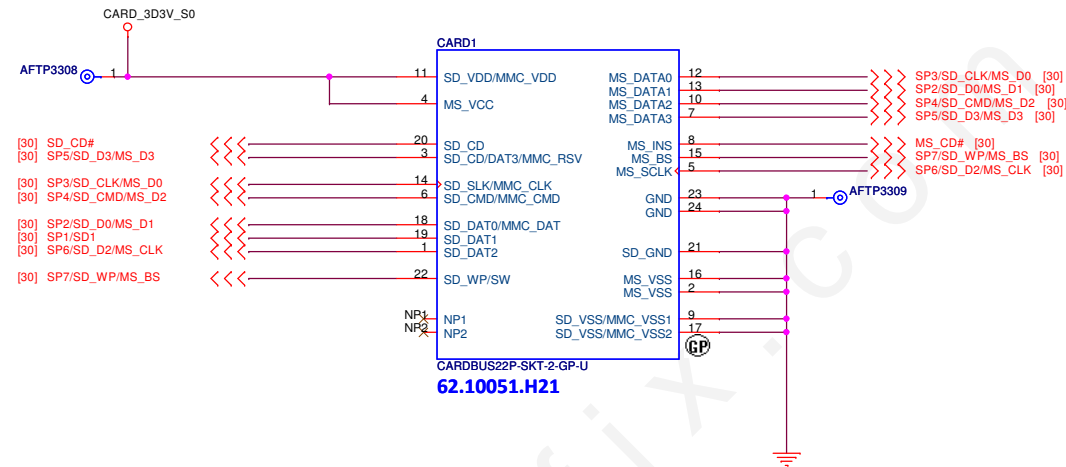 CARD_3D3V_S0
AFTP3308
1
CARD1
11 SD_VDD/MMC_VDD
4 MS_VCC
[30] SD_CD# 20 SD_CD
[30] SP5/SD_D3/MS_D3 3 SD_CD/DAT3/MMC_RSV
[30] SP3/SD_CLK/MS_D0 14 SD_SLK/MMC_CLK
[30] SP4/SD_CMD/MS_D2 6 SD_CMD/MMC_CMD
[30] SP2/SD_D0/MS_D1 18 SD_DAT0/MMC_DAT
[30] SP1/SD1 19 SD_DAT1
[30] SP6/SD_D2/MS_CLK 1 SD_DAT2
[30] SP7/SD_WP/MS_BS 22 SD_WP/SW
NP1 NP1
NP2 NP2
MS_DATA0 12 SP3/SD_CLK/MS_D0 [30]
MS_DATA1 13 SP2/SD_D0/MS_D1 [30]
MS_DATA2 10 SP4/SD_CMD/MS_D2 [30]
MS_DATA3 7 SP5/SD_D3/MS_D3 [30]
MS_INS 8 MS_CD# [30]
MS_BS 15 SP7/SD_WP/MS_BS [30]
MS_SCLK 5 SP6/SD_D2/MS_CLK [30]
GND 23 1 AFTP3309
GND 24
SD_GND 21
MS_VSS 16
MS_VSS 2
SD_VSS/MMC_VSS1 9
SD_VSS/MMC_VSS2 17
GP
CARDBUS22P-SKT-2-GP-U
62.10051.H21
fix.com